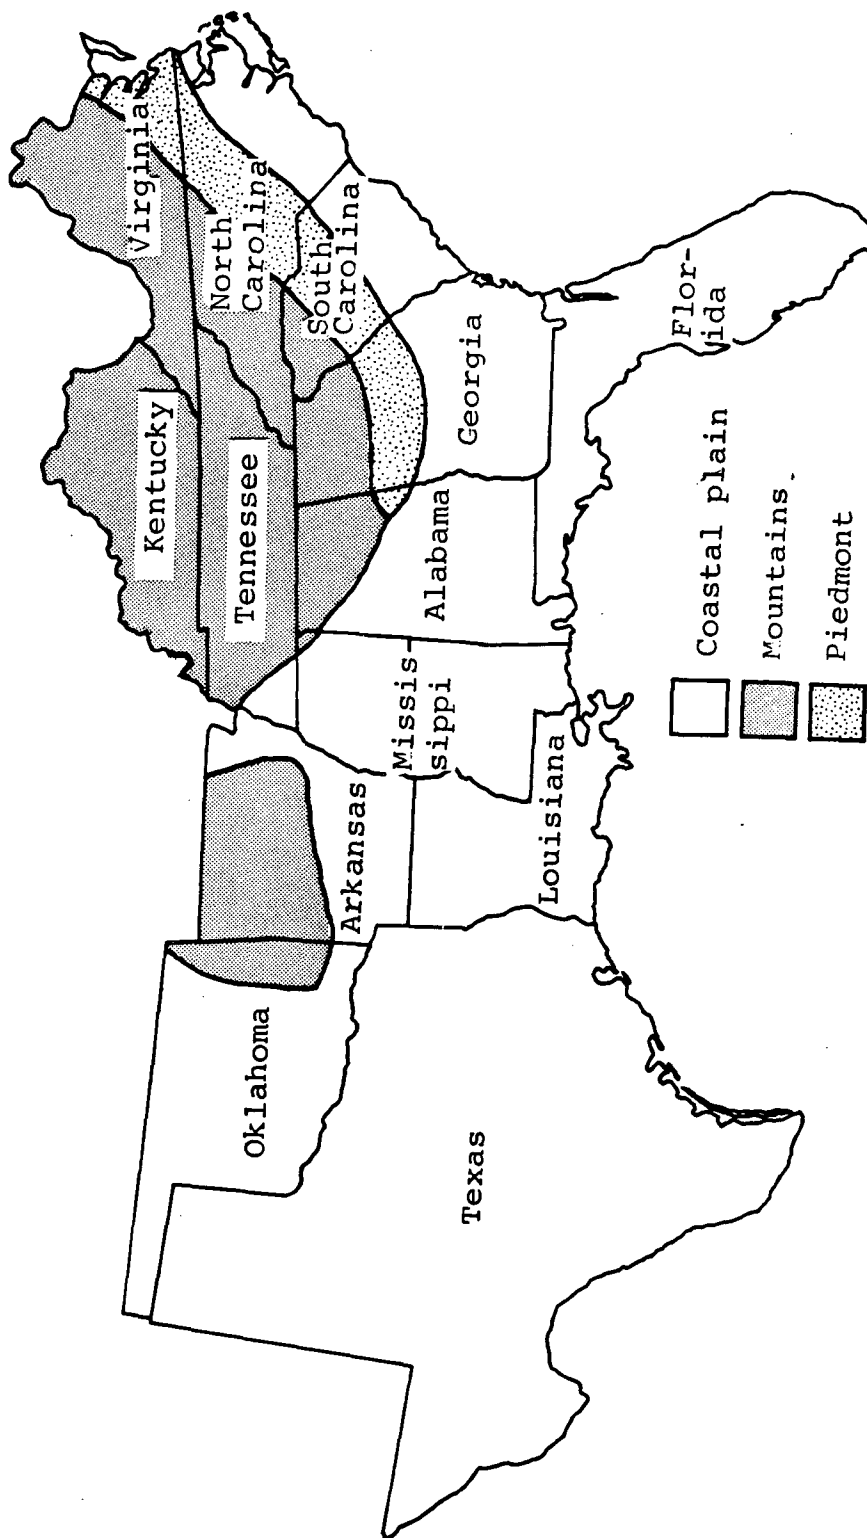 Virginia
North
Carolina
South
Carolina
Kentucky
Tennessee
Georgia
Flor-
ida
Alabama
Missis-
sippi
Arkansas
Louisiana
Oklahoma
Texas
Coastal plain
Mountains
Piedmont